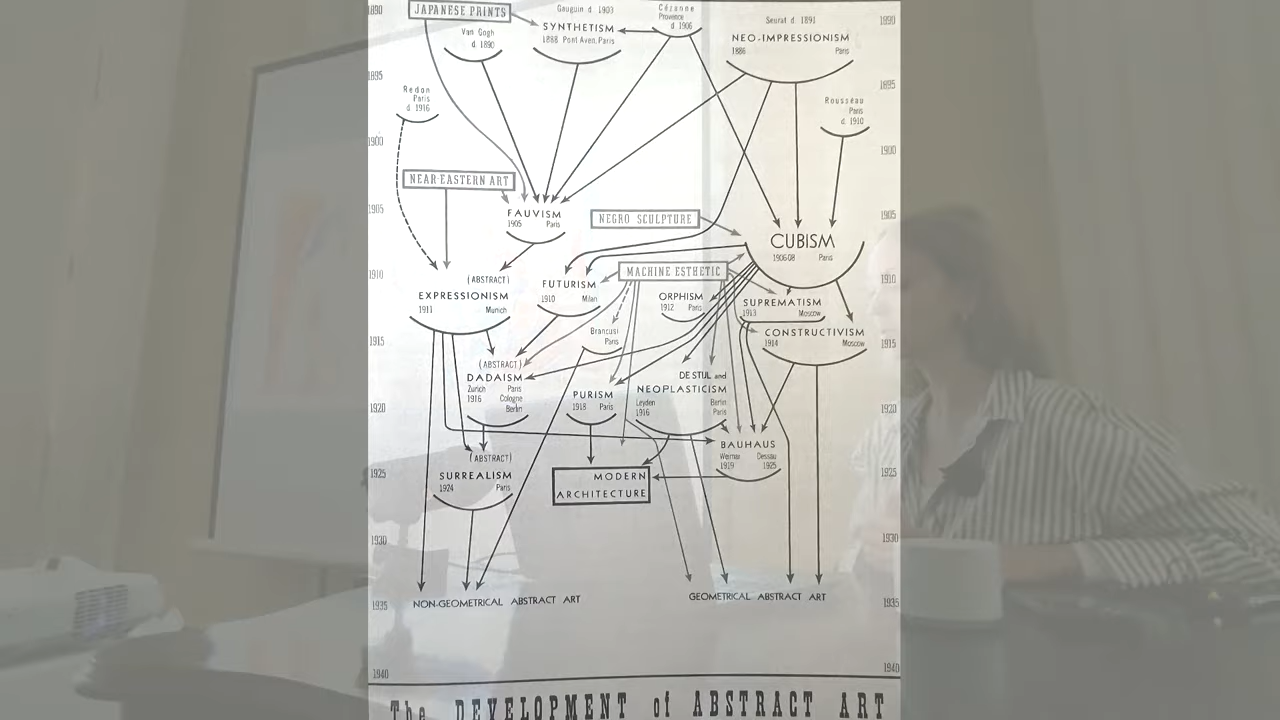 1890
JAPANESE PRINTS
Gauguin d. 1903
Cézanne
Provence
d. 1906
Seurat d. 1891
1890
SYNTHETISM
1888 Pont Aven, Paris
Van Gogh
d. 1890
NEO-IMPRESSIONISM
1886 Paris
1895
1895
Redon
Paris
d. 1916
Rousseau
Paris
d. 1910
1900
1900
NEAR-EASTERN ART
1905
FAUVISM
1905 Paris
NEGRO SCULPTURE
1905
CUBISM
1906-08 Paris
1910
(ABSTRACT)
EXPRESSIONISM
1911 Munich
FUTURISM
1910 Milan
MACHINE ESTHETIC
1910
ORPHISM
1912 Paris
SUPREMATISM
1913 Moscow
Brancusi
Paris
CONSTRUCTIVISM
1914 Moscow
1915
1915
(ABSTRACT)
DADAISM
Zurich Paris
1916 Cologne
Berlin
PURISM
1918 Paris
DE STIJL and
NEOPLASTICISM
Leyden Berlin
1916 Paris
1920
1920
BAUHAUS
Weimar Dessau
1919 1925
(ABSTRACT)
SURREALISM
1924 Paris
MODERN
ARCHITECTURE
1925
1925
1930
1930
NON-GEOMETRICAL ABSTRACT ART
GEOMETRICAL ABSTRACT ART
1935
1935
1940
1940
The DEVELOPMENT of ABSTRACT ART